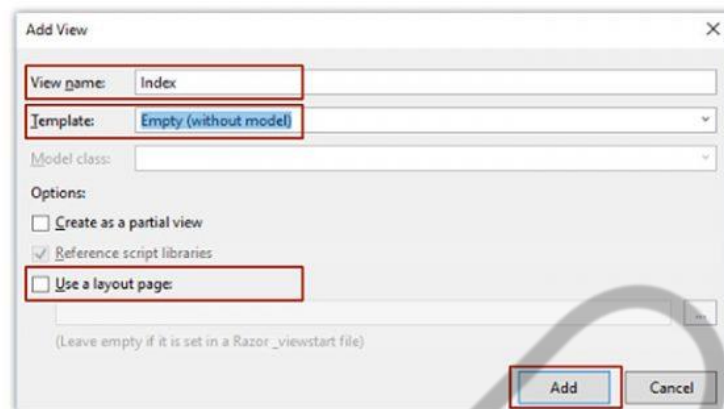 Add View
View name: Index
Template: Empty (without model)
Model class:
Options:
Create as a partial view
Reference script libraries
Use a layout page:
...
(Leave empty if it is set in a Razor _viewstart file)
Add Cancel